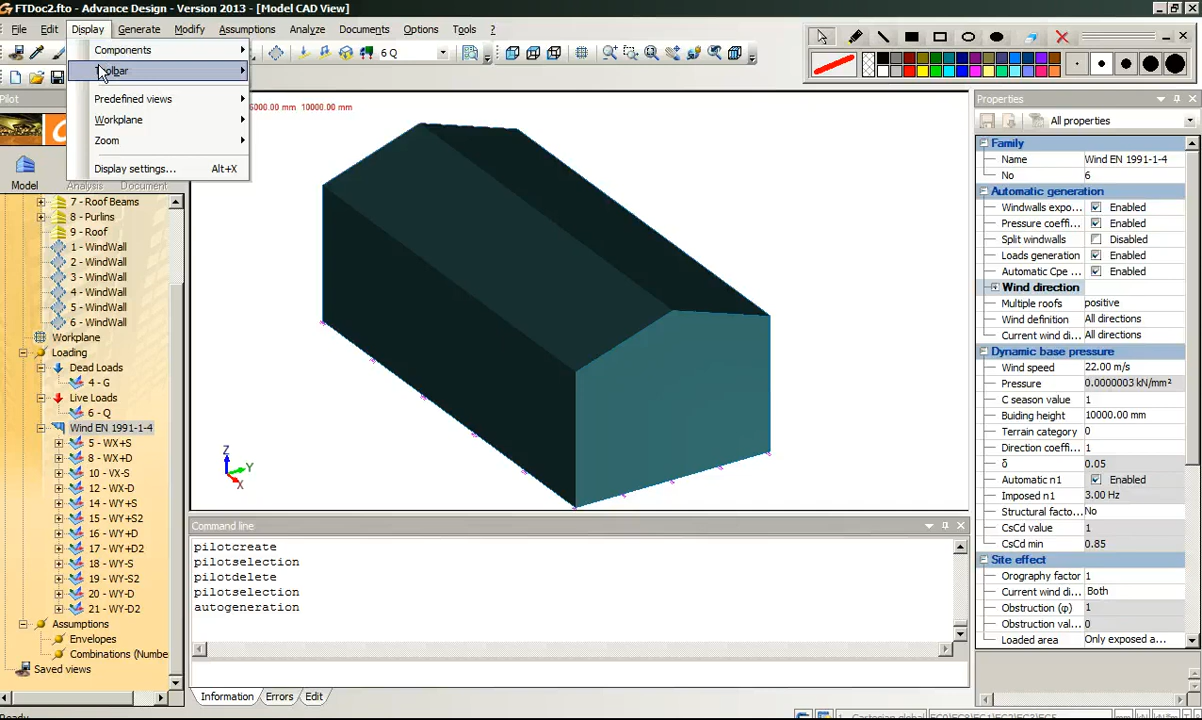 FTDoc2.fto — Advance Design - Version 2013 - [Model CAD View]
File Edit Display Generate Modify Assumptions Analyze Documents Options Tools ?
Components
Toolbar
Predefined views
Workplane
Zoom
Display settings... Alt+X
6 Q
10000.00 mm
Pilot
Model Analysis Document
7 - Roof Beams
8 - Purlins
9 - Roof
1 - WindWall
2 - WindWall
3 - WindWall
4 - WindWall
5 - WindWall
6 - WindWall
Workplane
Loading
Dead Loads
4 - G
Live Loads
6 - Q
Wind EN 1991-1-4
5 - WX+S
8 - WX+D
10 - VX-S
12 - WX-D
14 - WY+S
15 - WY+S2
16 - WY+D
17 - WY+D2
18 - WY-S
19 - WY-S2
20 - WY-D
21 - WY-D2
Assumptions
Envelopes
Combinations (Numbe
Saved views
Z
Y
X
Command line
pilotcreate
pilotselection
pilotdelete
pilotselection
autogeneration
Information Errors Edit
Properties
All properties
Family
Name Wind EN 1991-1-4
No 6
Automatic generation
Windwalls expo... Enabled
Pressure coeffi... Enabled
Split windwalls Disabled
Loads generation Enabled
Automatic Cpe ... Enabled
Wind direction
Multiple roofs positive
Wind definition All directions
Current wind di... All directions
Dynamic base pressure
Wind speed 22.00 m/s
Pressure 0.0000003 kN/mm²
C season value 1
Buiding height 10000.00 mm
Terrain category 0
Direction coeffi... 1
δ 0.05
Automatic n1 Enabled
Imposed n1 3.00 Hz
Structural facto... No
CsCd value 1
CsCd min 0.85
Site effect
Orography factor 1
Current wind di... Both
Obstruction (φ) 1
Obstruction val... 0
Loaded area Only exposed a...